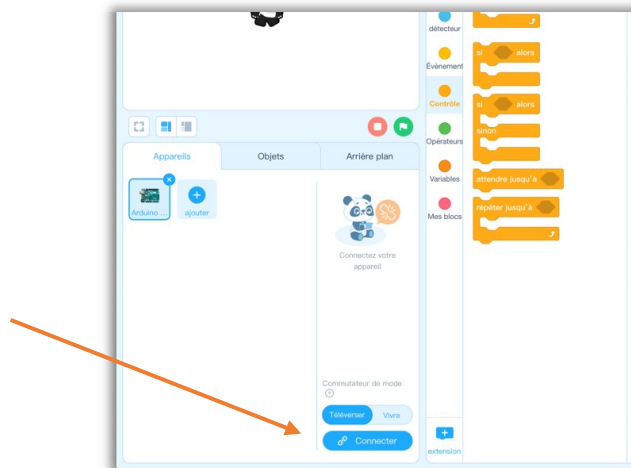 détecteur
Évènement
Contrôle
Opérateurs
Variables
Mes blocs
extension
si alors
si alors
sinon
attendre jusqu'à
répéter jusqu'à
Appareils
Objets
Arrière plan
Arduino ...
ajouter
Connectez votre
appareil
Commutateur de mode
Téléverser
Vivre
Connecter